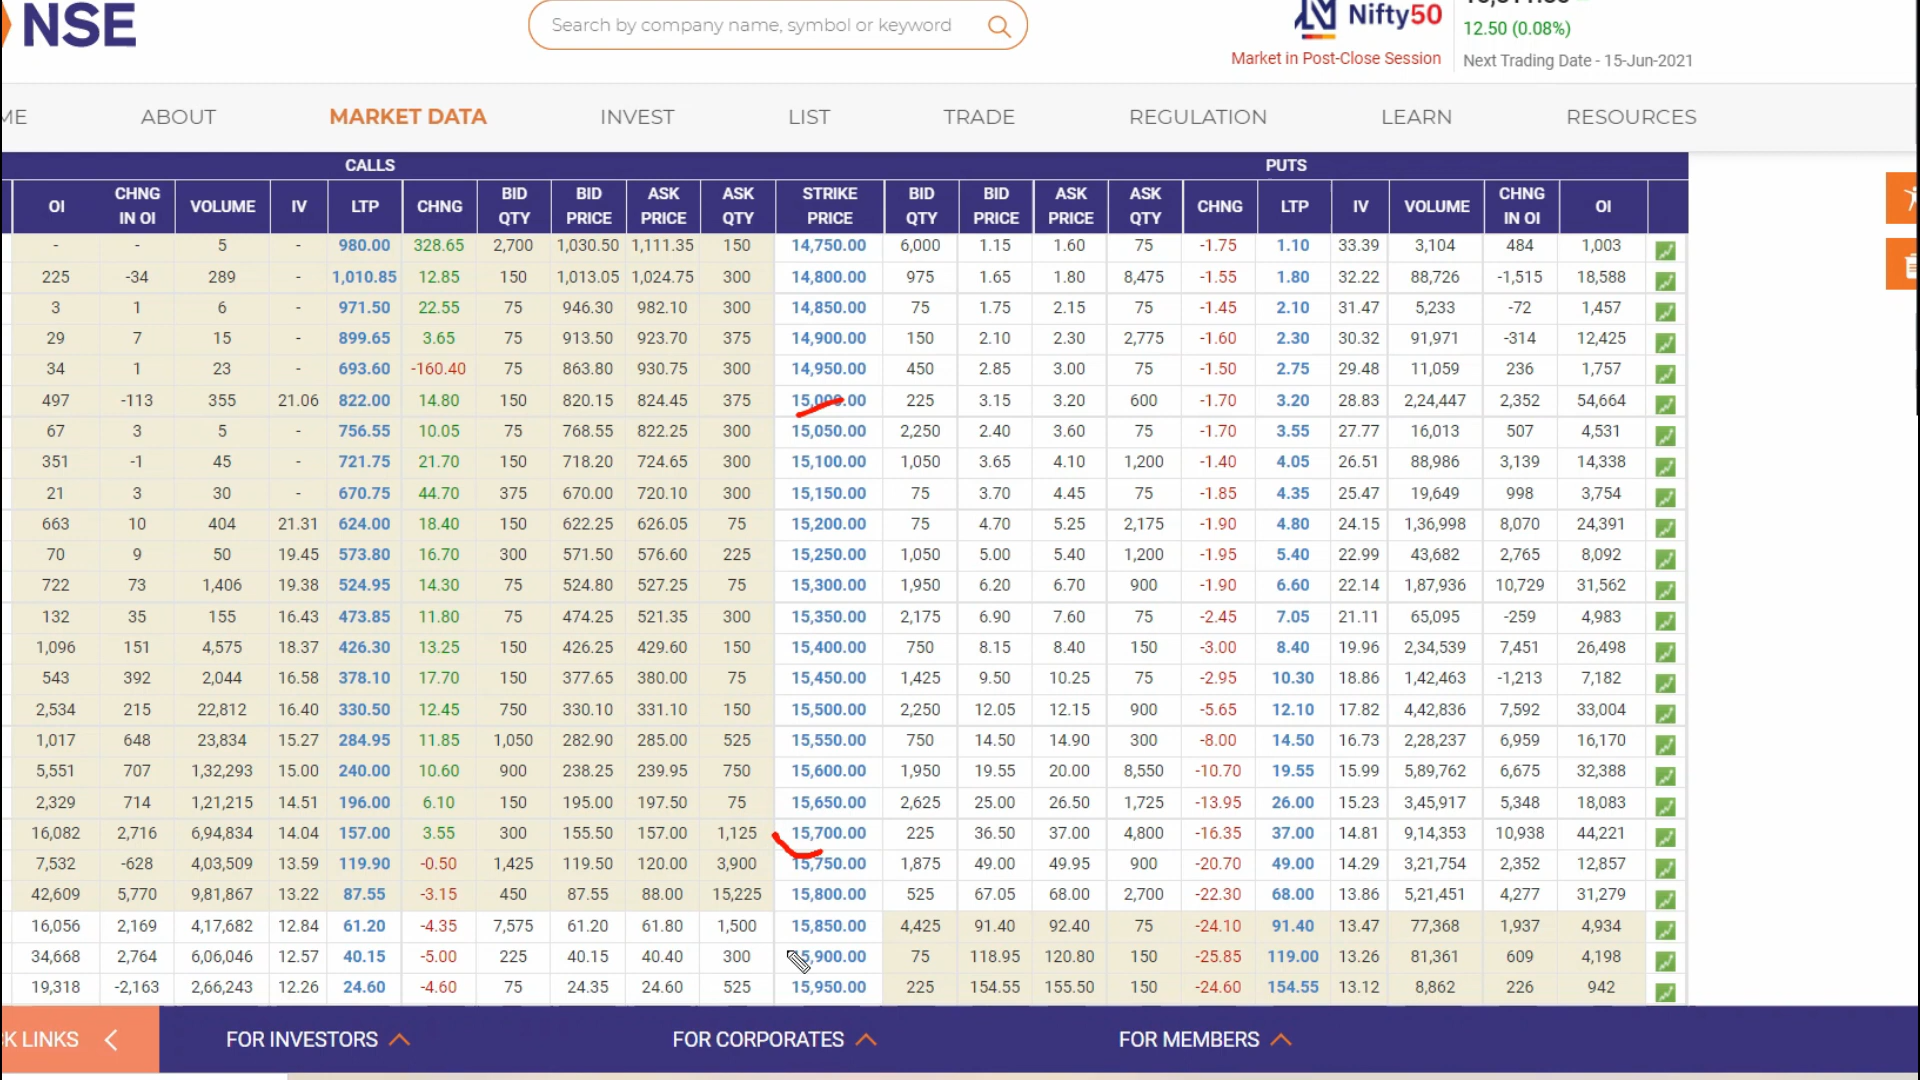 NSE
Search by company name, symbol or keyword
Nifty50
12.50 (0.08%)
Market in Post-Close Session
Next Trading Date - 15-Jun-2021
ME ABOUT MARKET DATA INVEST LIST TRADE REGULATION LEARN RESOURCES
CALLS PUTS
OI CHNG IN OI VOLUME IV LTP CHNG BID QTY BID PRICE ASK PRICE ASK QTY STRIKE PRICE BID QTY BID PRICE ASK PRICE ASK QTY CHNG LTP IV VOLUME CHNG IN OI OI
- - 5 - 980.00 328.65 2,700 1,030.50 1,111.35 150 14,750.00 6,000 1.15 1.60 75 -1.75 1.10 33.39 3,104 484 1,003
225 -34 289 - 1,010.85 12.85 150 1,013.05 1,024.75 300 14,800.00 975 1.65 1.80 8,475 -1.55 1.80 32.22 88,726 -1,515 18,588
3 1 6 - 971.50 22.55 75 946.30 982.10 300 14,850.00 75 1.75 2.15 75 -1.45 2.10 31.47 5,233 -72 1,457
29 7 15 - 899.65 3.65 75 913.50 923.70 375 14,900.00 150 2.10 2.30 2,775 -1.60 2.30 30.32 91,971 -314 12,425
34 1 23 - 693.60 -160.40 75 863.80 930.75 300 14,950.00 450 2.85 3.00 75 -1.50 2.75 29.48 11,059 236 1,757
497 -113 355 21.06 822.00 14.80 150 820.15 824.45 375 15,000.00 225 3.15 3.20 600 -1.70 3.20 28.83 2,24,447 2,352 54,664
67 3 5 - 756.55 10.05 75 768.55 822.25 300 15,050.00 2,250 2.40 3.60 75 -1.70 3.55 27.77 16,013 507 4,531
351 -1 45 - 721.75 21.70 150 718.20 724.65 300 15,100.00 1,050 3.65 4.10 1,200 -1.40 4.05 26.51 88,986 3,139 14,338
21 3 30 - 670.75 44.70 375 670.00 720.10 300 15,150.00 75 3.70 4.45 75 -1.85 4.35 25.47 19,649 998 3,754
663 10 404 21.31 624.00 18.40 150 622.25 626.05 75 15,200.00 75 4.70 5.25 2,175 -1.90 4.80 24.15 1,36,998 8,070 24,391
70 9 50 19.45 573.80 16.70 300 571.50 576.60 225 15,250.00 1,050 5.00 5.40 1,200 -1.95 5.40 22.99 43,682 2,765 8,092
722 73 1,406 19.38 524.95 14.30 75 524.80 527.25 75 15,300.00 1,950 6.20 6.70 900 -1.90 6.60 22.14 1,87,936 10,729 31,562
132 35 155 16.43 473.85 11.80 75 474.25 521.35 300 15,350.00 2,175 6.90 7.60 75 -2.45 7.05 21.11 65,095 -259 4,983
1,096 151 4,575 18.37 426.30 13.25 150 426.25 429.60 150 15,400.00 750 8.15 8.40 150 -3.00 8.40 19.96 2,34,539 7,451 26,498
543 392 2,044 16.58 378.10 17.70 150 377.65 380.00 75 15,450.00 1,425 9.50 10.25 75 -2.95 10.30 18.86 1,42,463 -1,213 7,182
2,534 215 22,812 16.40 330.50 12.45 750 330.10 331.10 150 15,500.00 2,250 12.05 12.15 900 -5.65 12.10 17.82 4,42,836 7,592 33,004
1,017 648 23,834 15.27 284.95 11.85 1,050 282.90 285.00 525 15,550.00 750 14.50 14.90 300 -8.00 14.50 16.73 2,28,237 6,959 16,170
5,551 707 1,32,293 15.00 240.00 10.60 900 238.25 239.95 750 15,600.00 1,950 19.55 20.00 8,550 -10.70 19.55 15.99 5,89,762 6,675 32,388
2,329 714 1,21,215 14.51 196.00 6.10 150 195.00 197.50 75 15,650.00 2,625 25.00 26.50 1,725 -13.95 26.00 15.23 3,45,917 5,348 18,083
16,082 2,716 6,94,834 14.04 157.00 3.55 300 155.50 157.00 1,125 15,700.00 225 36.50 37.00 4,800 -16.35 37.00 14.81 9,14,353 10,938 44,221
7,532 -628 4,03,509 13.59 119.90 -0.50 1,425 119.50 120.00 3,900 15,750.00 1,875 49.00 49.95 900 -20.70 49.00 14.29 3,21,754 2,352 12,857
42,609 5,770 9,81,867 13.22 87.55 -3.15 450 87.55 88.00 15,225 15,800.00 525 67.05 68.00 2,700 -22.30 68.00 13.86 5,21,451 4,277 31,279
16,056 2,169 4,17,682 12.84 61.20 -4.35 7,575 61.20 61.80 1,500 15,850.00 4,425 91.40 92.40 75 -24.10 91.40 13.47 77,368 1,937 4,934
34,668 2,764 6,06,046 12.57 40.15 -5.00 225 40.15 40.40 300 15,900.00 75 118.95 120.80 150 -25.85 119.00 13.26 81,361 609 4,198
19,318 -2,163 2,66,243 12.26 24.60 -4.60 75 24.35 24.60 525 15,950.00 225 154.55 155.50 150 -24.60 154.55 13.12 8,862 226 942
K LINKS FOR INVESTORS FOR CORPORATES FOR MEMBERS